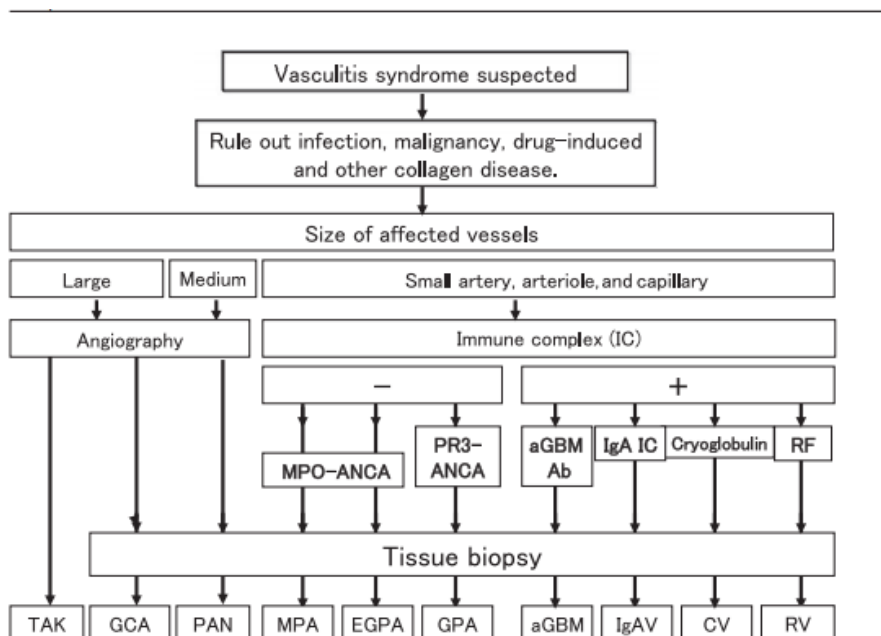 Vasculitis syndrome suspected
Rule out infection, malignancy, drug-induced
and other collagen disease.
Size of affected vessels
Large
Medium
Small artery, arteriole, and capillary
Angiography
Immune complex (IC)
−
+
MPO-ANCA
PR3-
ANCA
aGBM
Ab
IgA IC
Cryoglobulin
RF
Tissue biopsy
TAK
GCA
PAN
MPA
EGPA
GPA
aGBM
IgAV
CV
RV